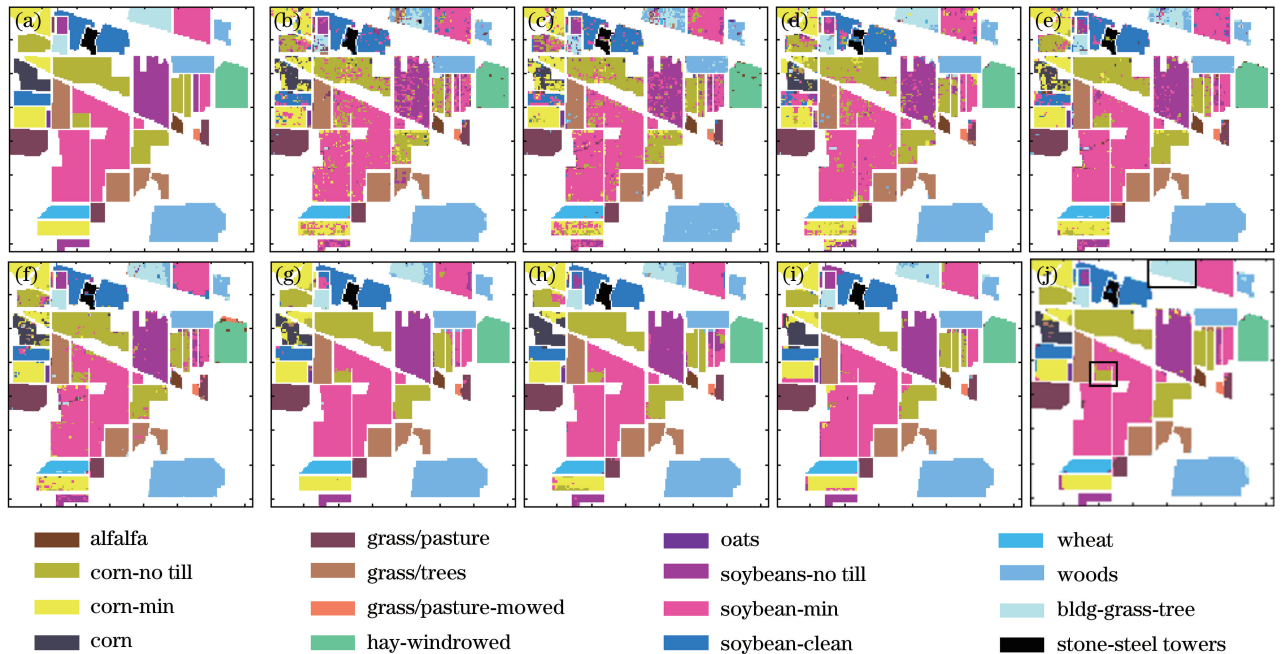 (a) (b) (c) (d) (e)
(f) (g) (h) (i) (j)
alfalfa grass/pasture oats wheat
corn-no till grass/trees soybeans-no till woods
corn-min grass/pasture-mowed soybean-min bldg-grass-tree
corn hay-windrowed soybean-clean stone-steel towers